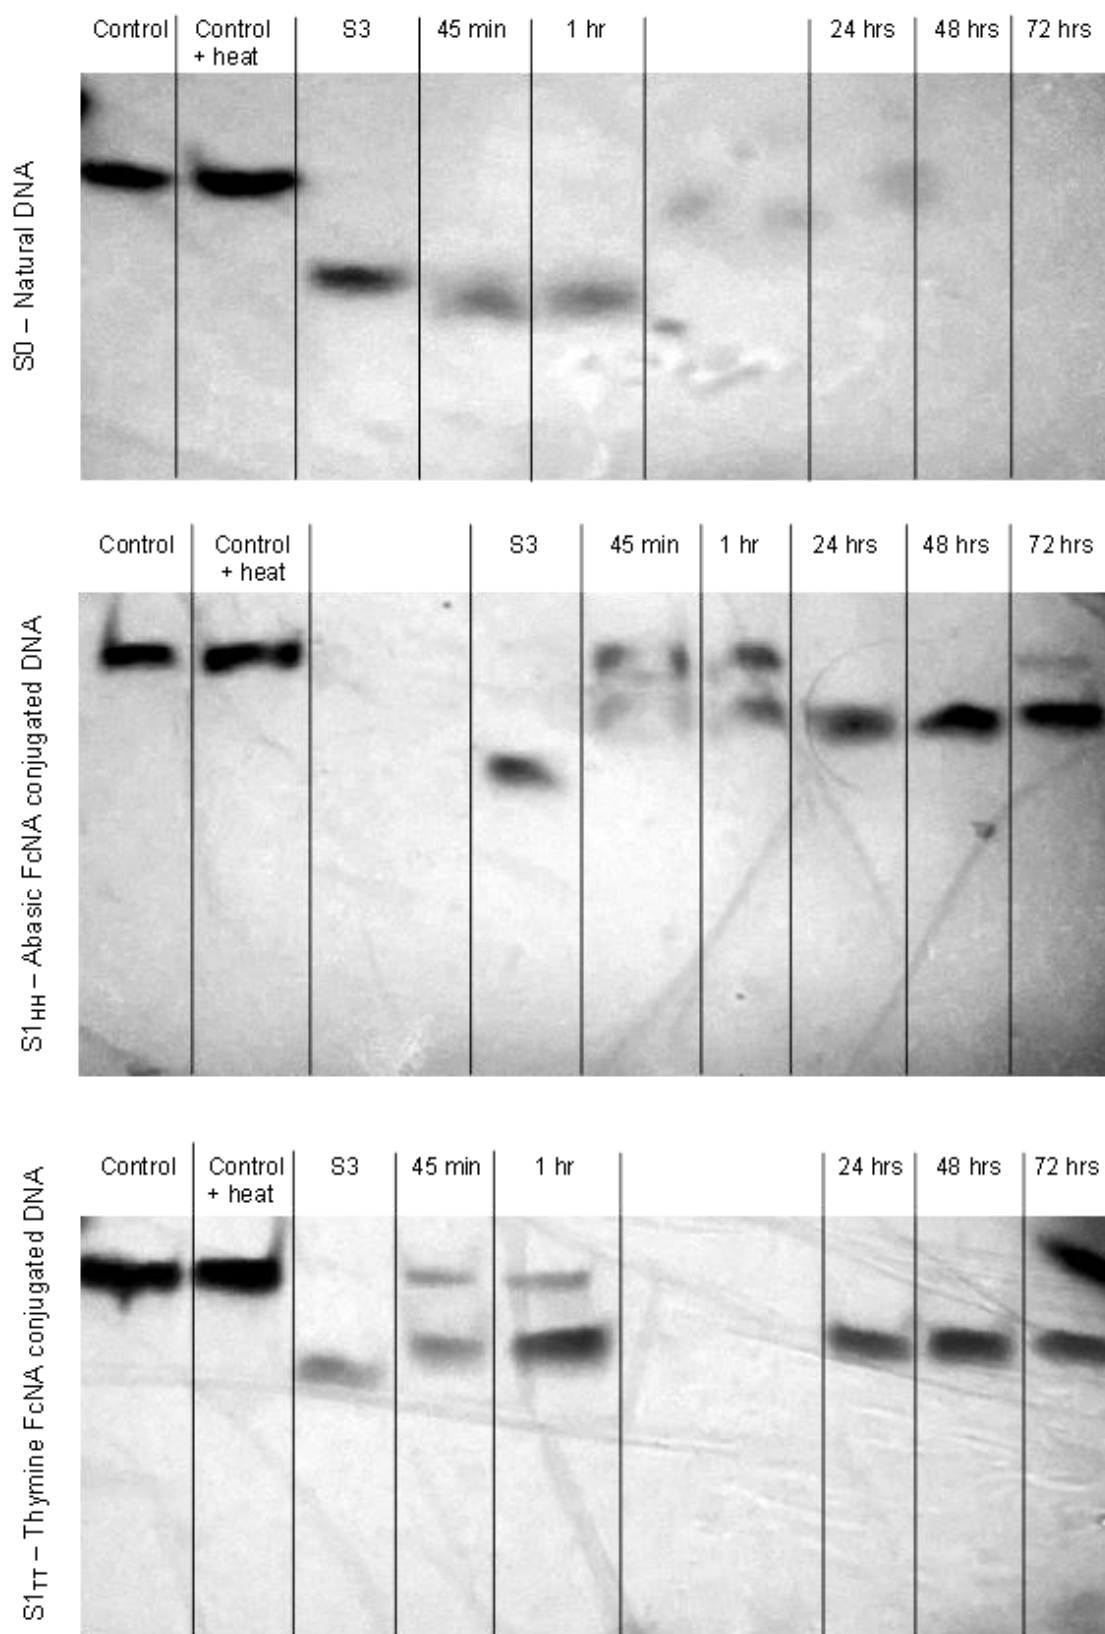 Control Control S3 45 min 1 hr 24 hrs 48 hrs 72 hrs
+ heat
S0 – Natural DNA
Control Control S3 45 min 1 hr 24 hrs 48 hrs 72 hrs
+ heat
S1HH – Abasic FcNA conjugated DNA
Control Control S3 45 min 1 hr 24 hrs 48 hrs 72 hrs
+ heat
S1TT – Thymine FcNA conjugated DNA